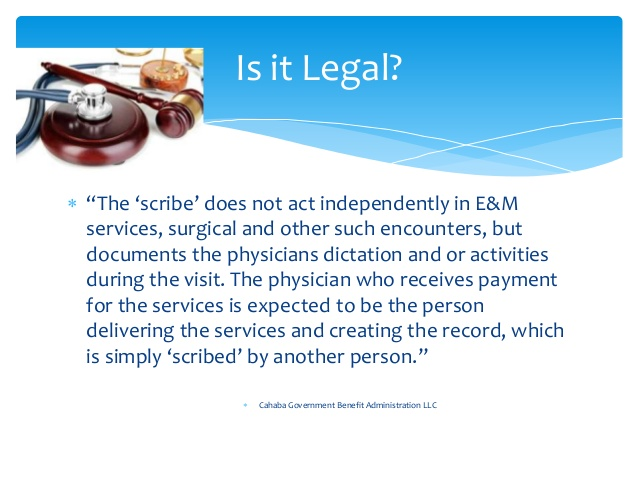 Is it Legal?
“The ‘scribe’ does not act independently in E&M
services, surgical and other such encounters, but
documents the physicians dictation and or activities
during the visit. The physician who receives payment
for the services is expected to be the person
delivering the services and creating the record, which
is simply ‘scribed’ by another person.”
Cahaba Government Benefit Administration LLC